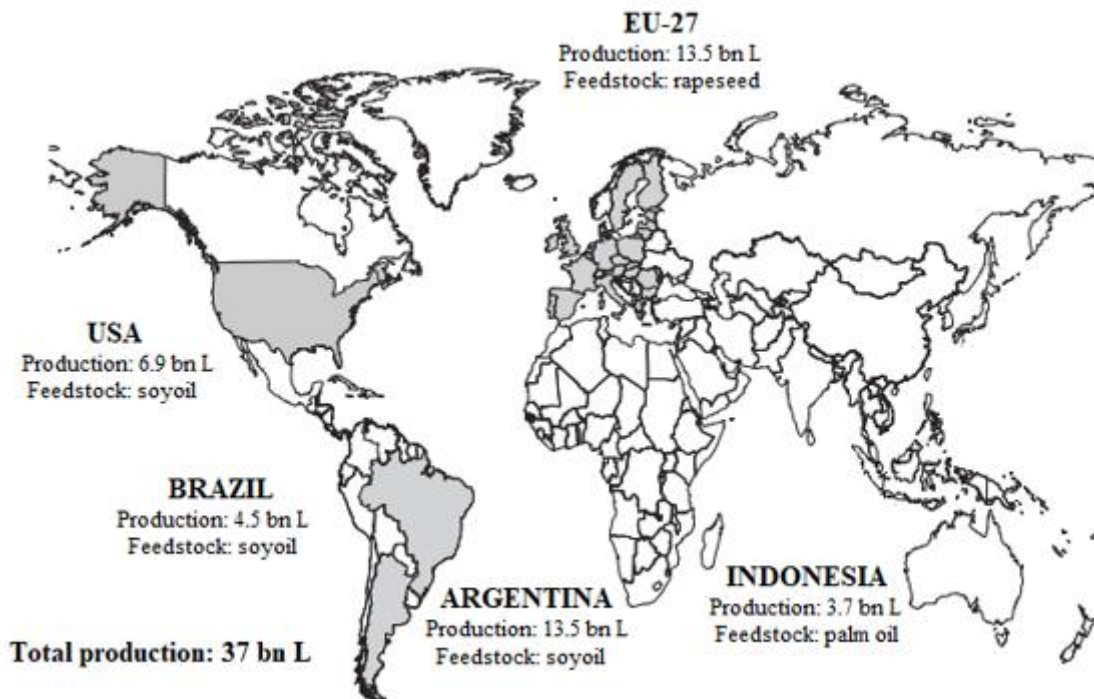 EU-27
Production: 13.5 bn L
Feedstock: rapeseed
USA
Production: 6.9 bn L
Feedstock: soyoil
BRAZIL
Production: 4.5 bn L
Feedstock: soyoil
ARGENTINA
Production: 13.5 bn L
Feedstock: soyoil
INDONESIA
Production: 3.7 bn L
Feedstock: palm oil
Total production: 37 bn L